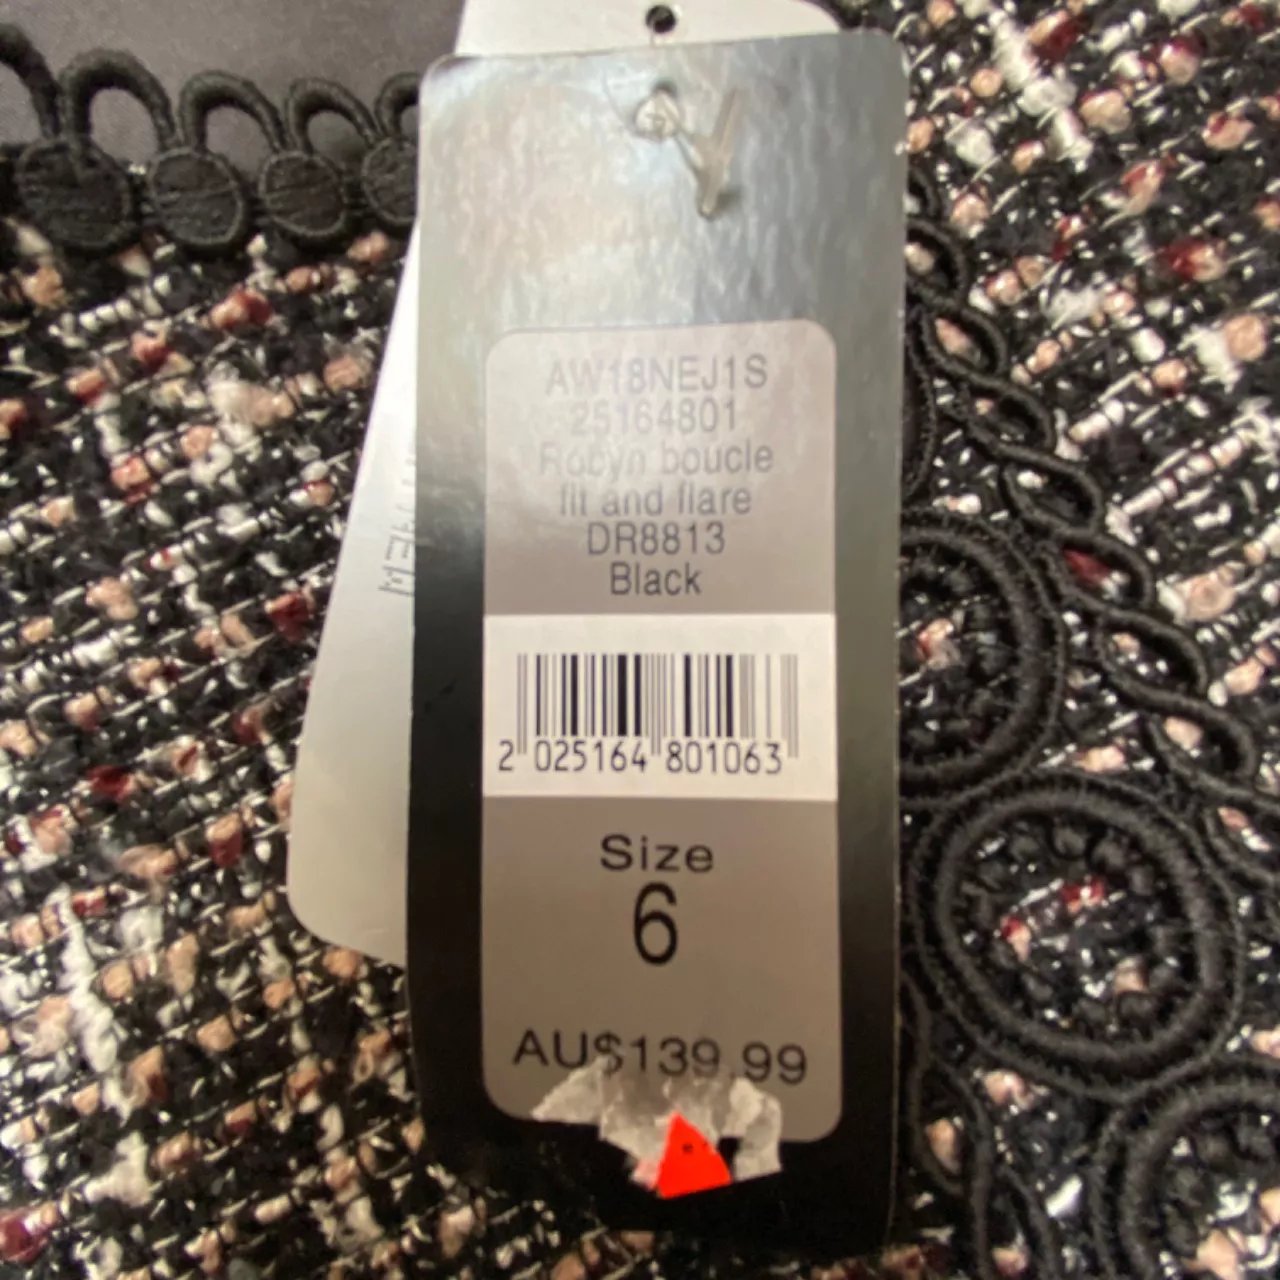 AW18NEJ1S
25164801
Robyn boucle
fit and flare
DR8813
Black
2 025164 801063
Size
6
AU$139.99